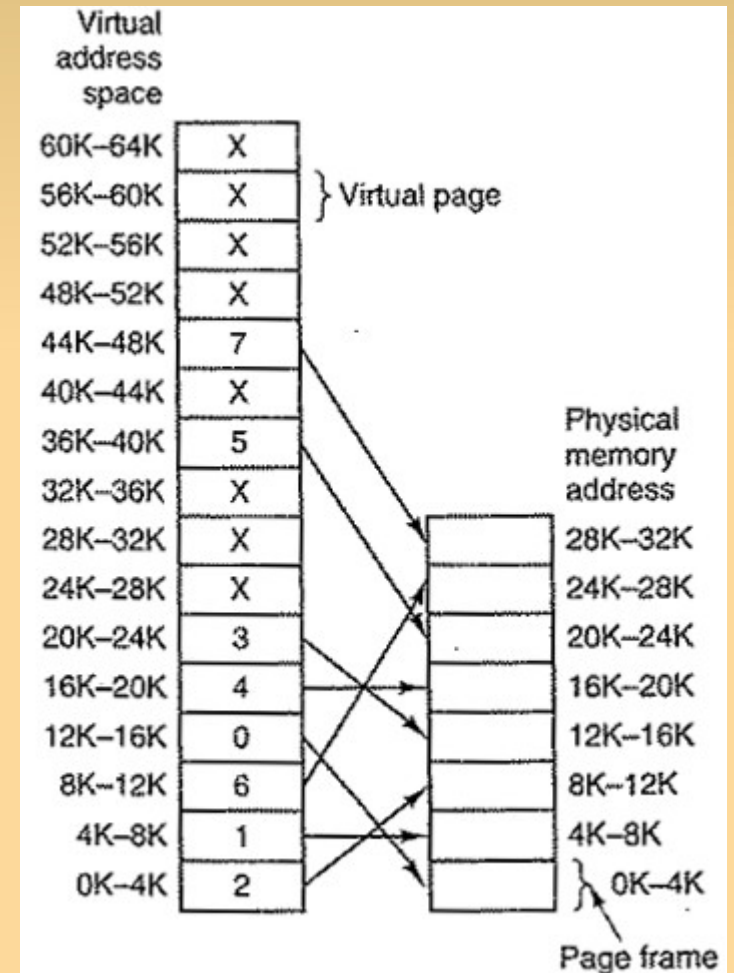 Virtual
address
space
60K–64K X
56K–60K X Virtual page
52K–56K X
48K–52K X
44K–48K 7
40K–44K X
36K–40K 5
32K–36K X
28K–32K X
24K–28K X
20K–24K 3
16K–20K 4
12K–16K 0
8K–12K 6
4K–8K 1
0K–4K 2
Physical
memory
address
28K–32K
24K–28K
20K–24K
16K–20K
12K–16K
8K–12K
4K–8K
0K–4K
Page frame